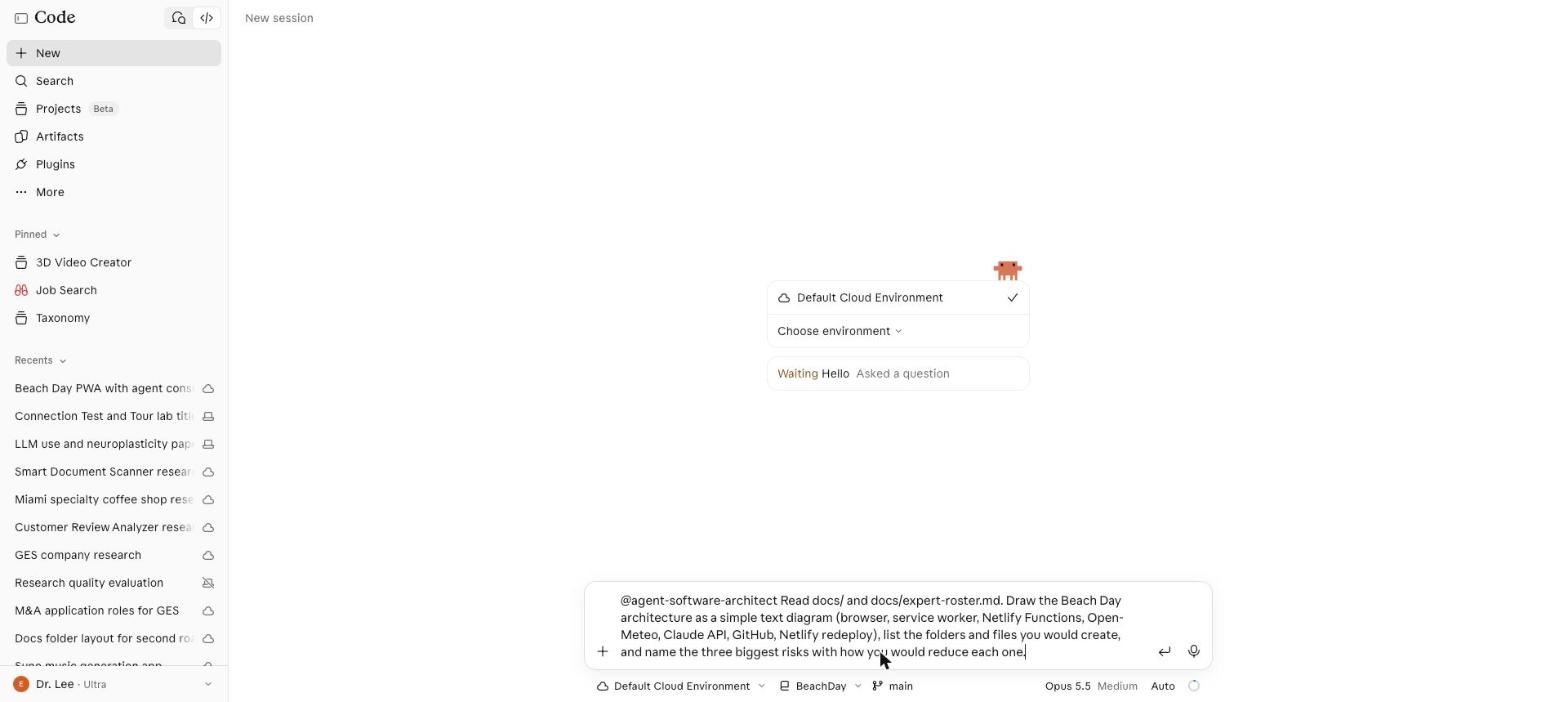 Code
New session
New
Search
Projects Beta
Artifacts
Plugins
More
Pinned
3D Video Creator
Job Search
Taxonomy
Recents
Beach Day PWA with agent cons
Connection Test and Tour lab titl
LLM use and neuroplasticity pap
Smart Document Scanner resear
Miami specialty coffee shop rese
Customer Review Analyzer resea
GES company research
Research quality evaluation
M&A application roles for GES
Docs folder layout for second ro
Suno music generation app
E Dr. Lee · Ultra
Default Cloud Environment
Choose environment
Waiting Hello Asked a question
@agent-software-architect Read docs/ and docs/expert-roster.md. Draw the Beach Day
architecture as a simple text diagram (browser, service worker, Netlify Functions, Open-
Meteo, Claude API, GitHub, Netlify redeploy), list the folders and files you would create,
and name the three biggest risks with how you would reduce each one.
Default Cloud Environment BeachDay main Opus 5.5 Medium Auto